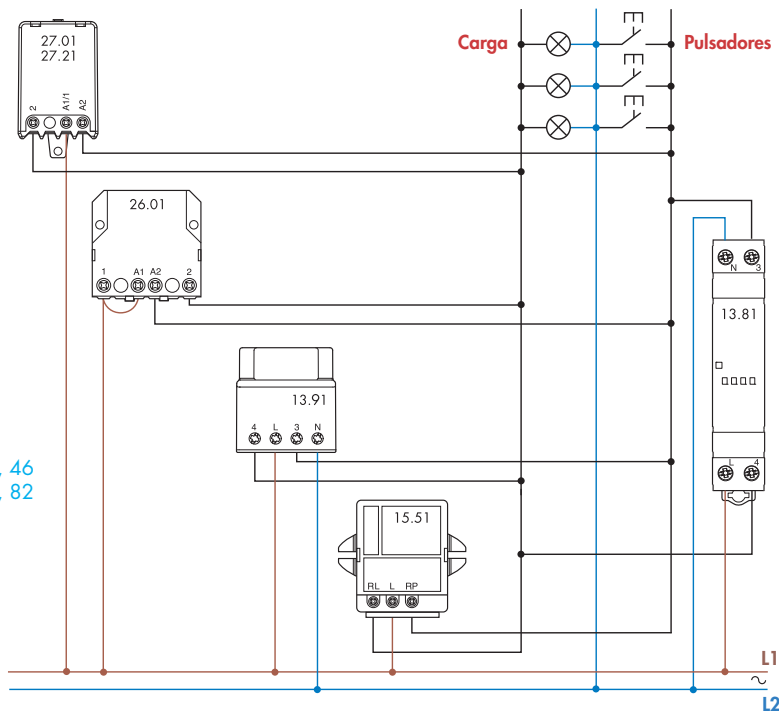 27.01
27.21
2 A1/1 A2
Carga
Pulsadores
26.01
1 A1 A2 2
N 3
13.81
L 4
13.91
4 L 3 N
, 46
, 82
15.51
RL L RP
L1
~
L2